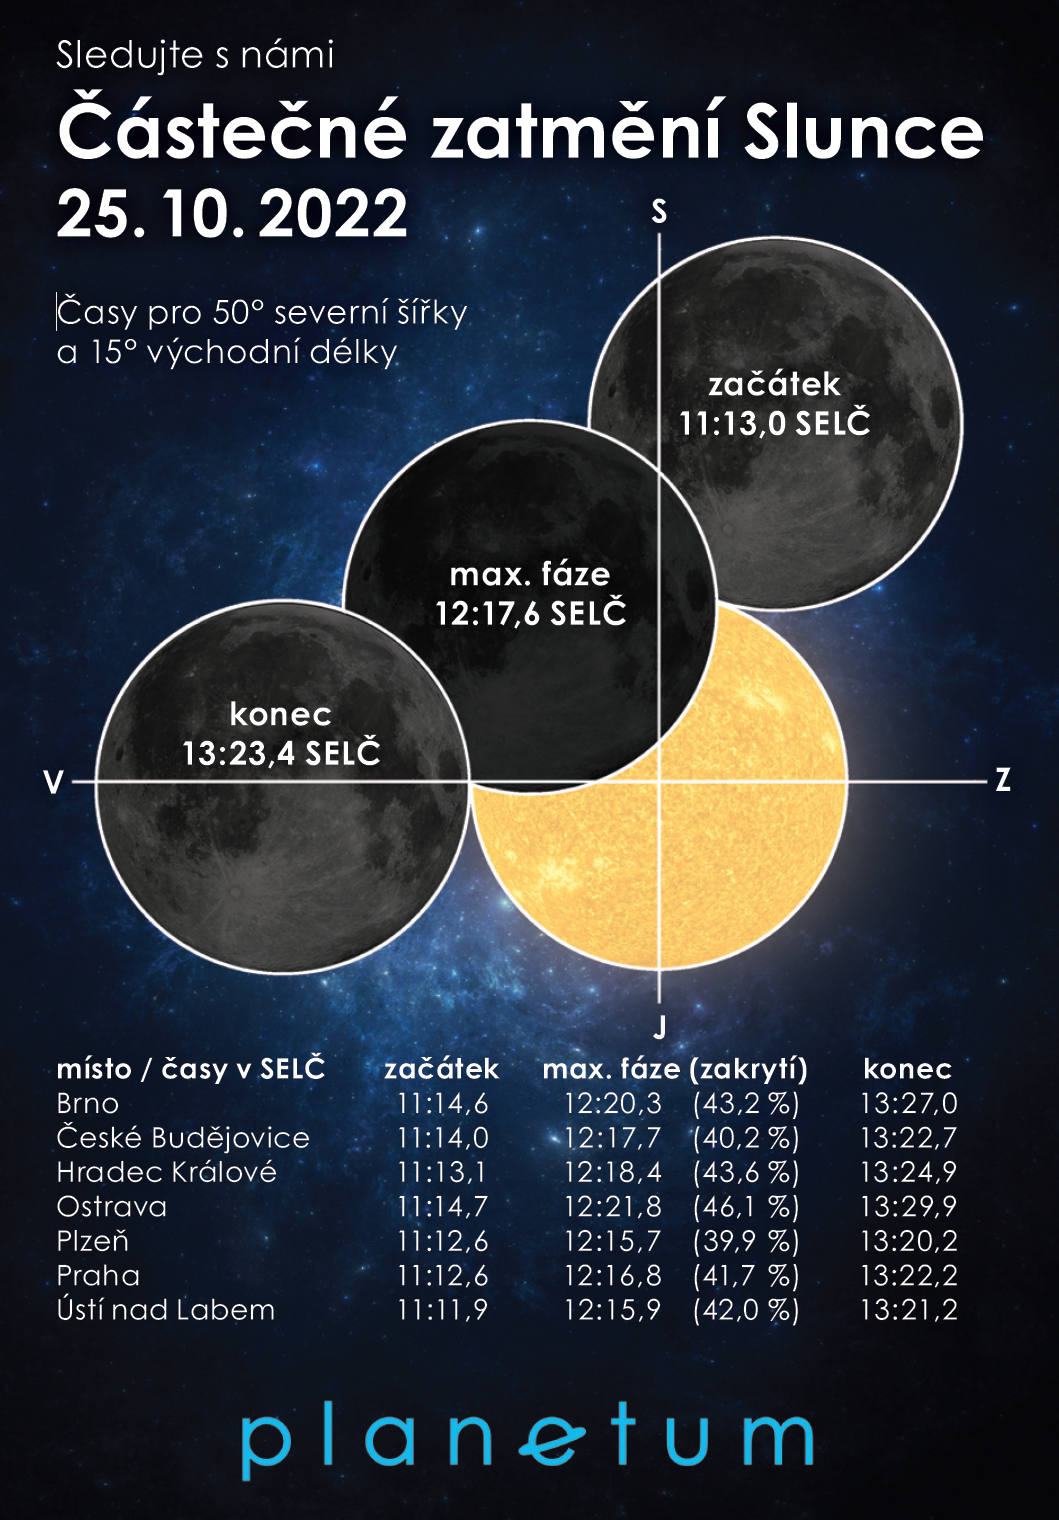 Sledujte s námi
Částečné zatmění Slunce
25. 10. 2022
Časy pro 50° severní šířky
a 15° východní délky
S
začátek
11:13,0 SELČ
max. fáze
12:17,6 SELČ
konec
13:23,4 SELČ
V
Z
J
místo / časy v SELČ začátek max. fáze (zakrytí) konec
Brno 11:14,6 12:20,3 (43,2 %) 13:27,0
České Budějovice 11:14,0 12:17,7 (40,2 %) 13:22,7
Hradec Králové 11:13,1 12:18,4 (43,6 %) 13:24,9
Ostrava 11:14,7 12:21,8 (46,1 %) 13:29,9
Plzeň 11:12,6 12:15,7 (39,9 %) 13:20,2
Praha 11:12,6 12:16,8 (41,7 %) 13:22,2
Ústí nad Labem 11:11,9 12:15,9 (42,0 %) 13:21,2
planetum